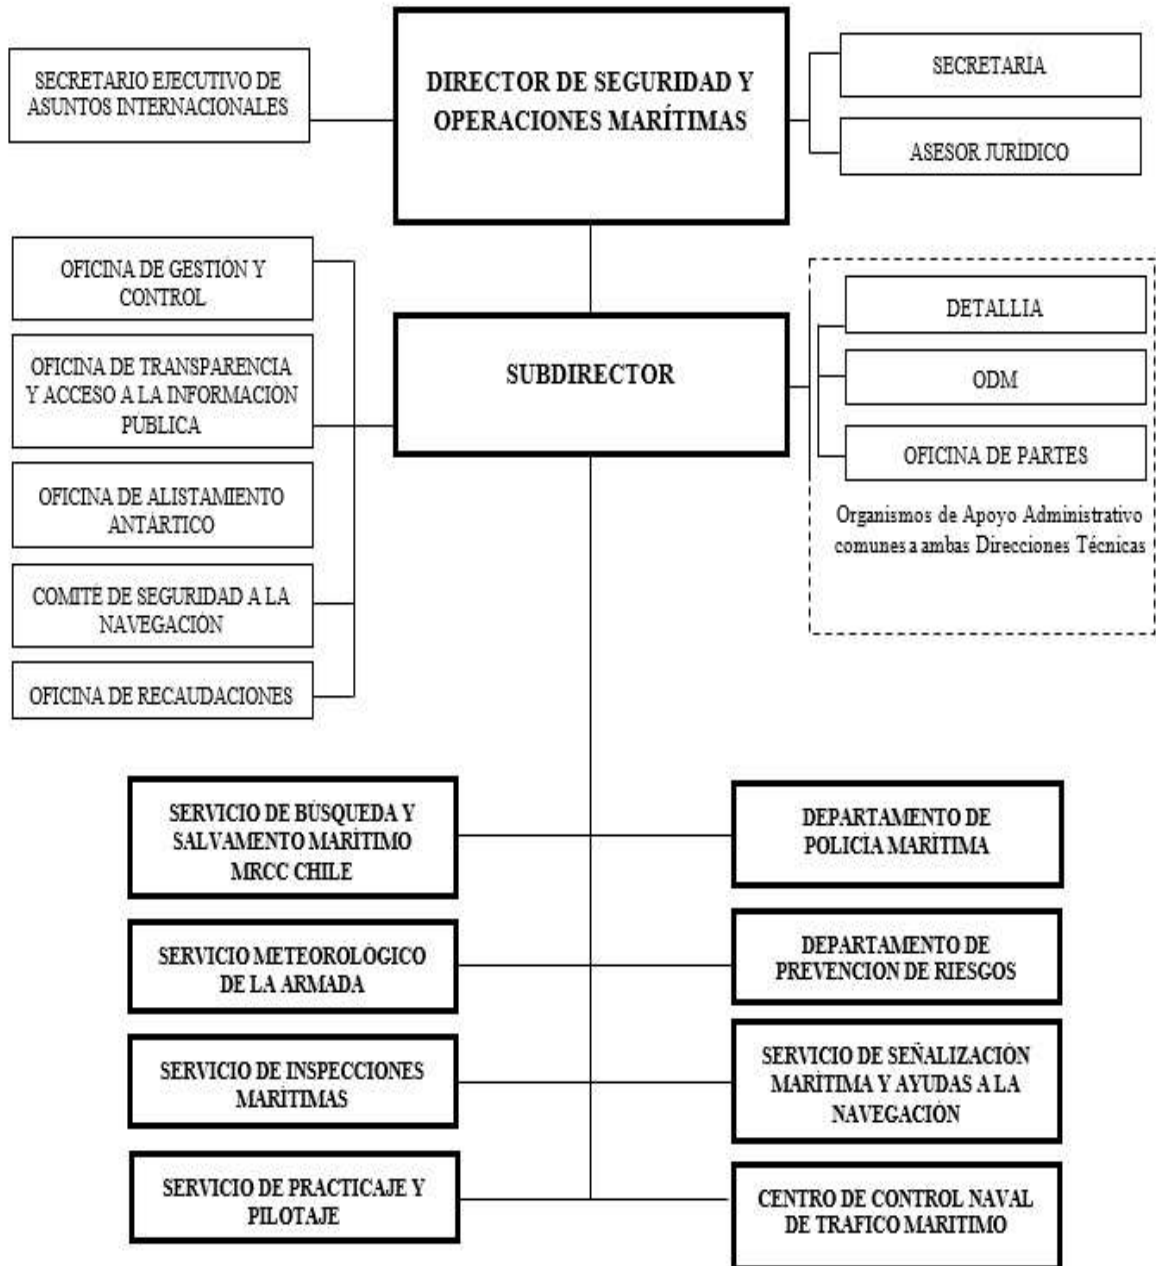 SECRETARIO EJECUTIVO DE
ASUNTOS INTERNACIONALES
DIRECTOR DE SEGURIDAD Y
OPERACIONES MARÍTIMAS
SECRETARÍA
ASESOR JURÍDICO
OFICINA DE GESTIÓN Y
CONTROL
OFICINA DE TRANSPARENCIA
Y ACCESO A LA INFORMACIÓN
PÚBLICA
OFICINA DE ALISTAMIENTO
ANTÁRTICO
COMITÉ DE SEGURIDAD A LA
NAVEGACIÓN
OFICINA DE RECAUDACIONES
SUBDIRECTOR
DETALLIA
ODM
OFICINA DE PARTES
Organismos de Apoyo Administrativo
comunes a ambas Direcciones Técnicas
SERVICIO DE BÚSQUEDA Y
SALVAMENTO MARÍTIMO
MRCC CHILE
DEPARTAMENTO DE
POLICÍA MARÍTIMA
SERVICIO METEOROLÓGICO
DE LA ARMADA
DEPARTAMENTO DE
PREVENCION DE RIESGOS
SERVICIO DE INSPECCIONES
MARÍTIMAS
SERVICIO DE SEÑALIZACIÓN
MARÍTIMA Y AYUDAS A LA
NAVEGACIÓN
SERVICIO DE PRACTICAJE Y
PILOTAJE
CENTRO DE CONTROL NAVAL
DE TRAFICO MARITIMO